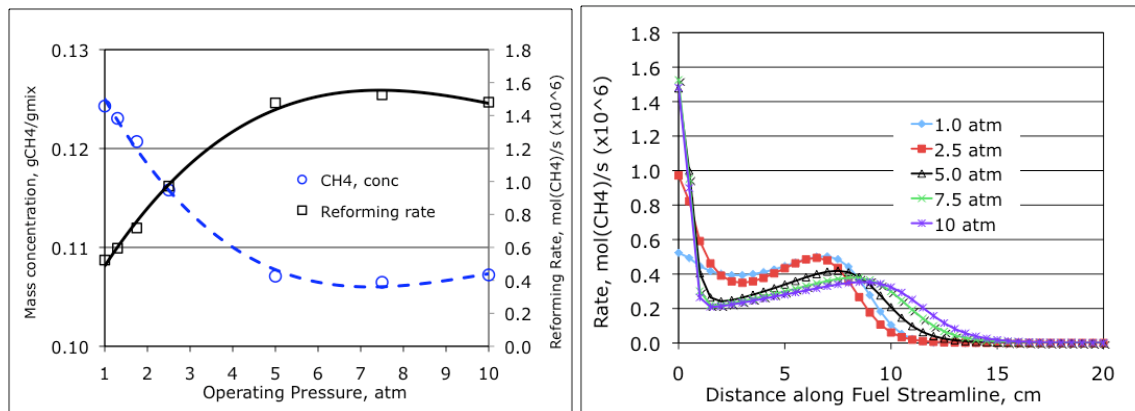 0.13
0.12
0.11
0.10
Mass concentration, gCH4/gmix
1 2 3 4 5 6 7 8 9 10
Operating Pressure, atm
1.8
1.6
1.4
1.2
1.0
0.8
0.6
0.4
0.2
0.0
Reforming Rate, mol(CH4)/s (x10^6)
CH4, conc
Reforming rate
1.8
1.6
1.4
1.2
1.0
0.8
0.6
0.4
0.2
0.0
Rate, mol(CH4)/s (x10^6)
0 5 10 15 20
Distance along Fuel Streamline, cm
1.0 atm
2.5 atm
5.0 atm
7.5 atm
10 atm